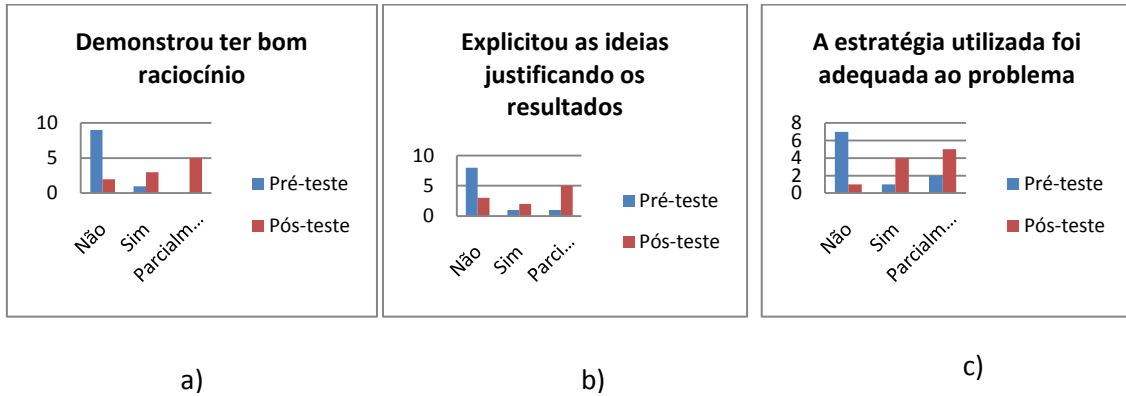 Demonstrou ter bom
raciocínio
10
5
0
Não
Sim
Parcialm...
Pré-teste
Pós-teste
a)
Explicitou as ideias
justificando os
resultados
10
5
0
Não
Sim
Parci...
Pré-teste
Pós-teste
b)
A estratégia utilizada foi
adequada ao problema
8
6
4
2
0
Não
Sim
Parcialm...
Pré-teste
Pós-teste
c)